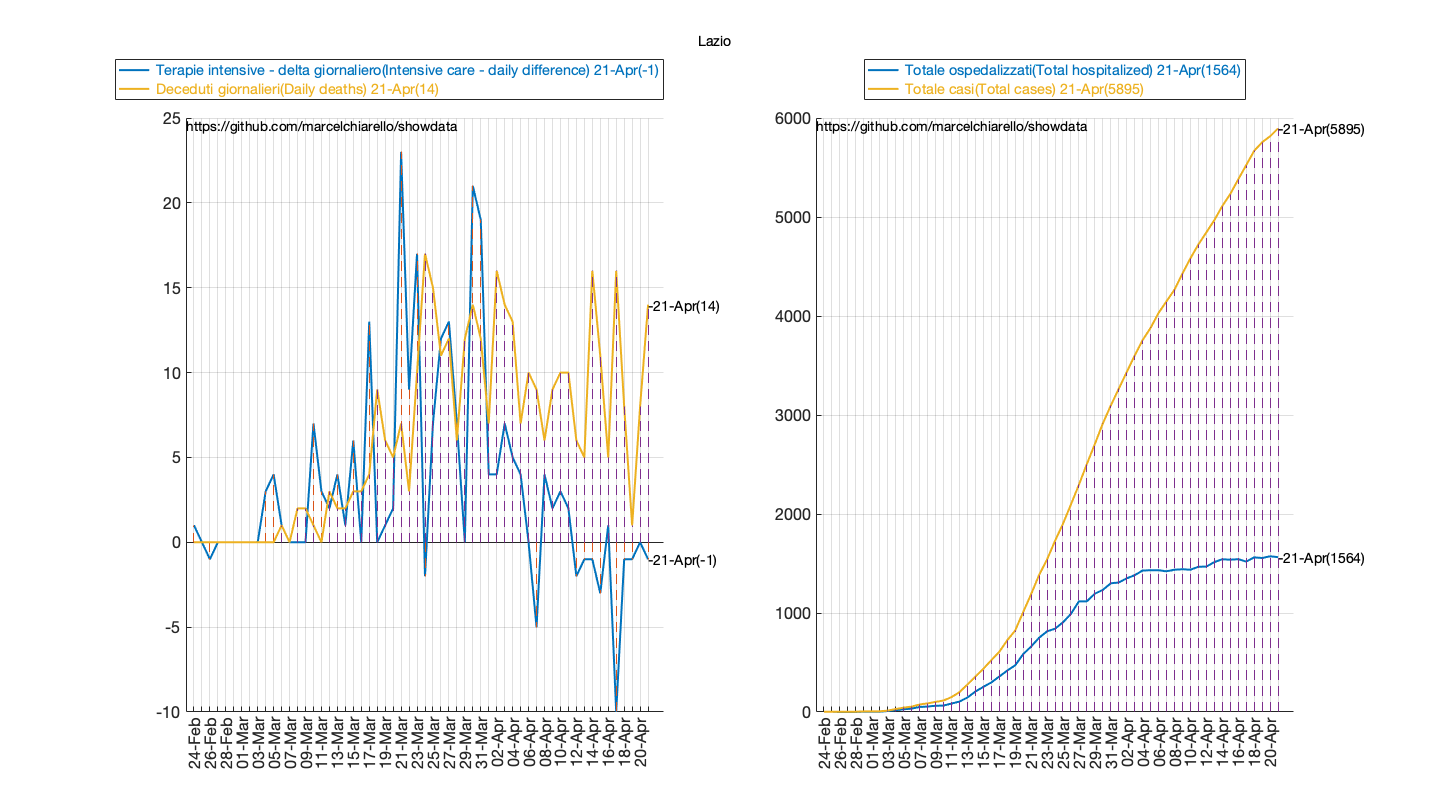 Lazio
Terapie intensive - delta giornaliero(Intensive care - daily difference) 21-Apr(-1)
Deceduti giornalieri(Daily deaths) 21-Apr(14)
https://github.com/marcelchiarello/showdata
25
20
15
10
5
0
-5
-10
-21-Apr(14)
-21-Apr(-1)
24-Feb
26-Feb
28-Feb
01-Mar
03-Mar
05-Mar
07-Mar
09-Mar
11-Mar
13-Mar
15-Mar
17-Mar
19-Mar
21-Mar
23-Mar
25-Mar
27-Mar
29-Mar
31-Mar
02-Apr
04-Apr
06-Apr
08-Apr
10-Apr
12-Apr
14-Apr
16-Apr
18-Apr
20-Apr
Totale ospedalizzati(Total hospitalized) 21-Apr(1564)
Totale casi(Total cases) 21-Apr(5895)
https://github.com/marcelchiarello/showdata
6000
5000
4000
3000
2000
1000
0
-21-Apr(5895)
-21-Apr(1564)
24-Feb
26-Feb
28-Feb
01-Mar
03-Mar
05-Mar
07-Mar
09-Mar
11-Mar
13-Mar
15-Mar
17-Mar
19-Mar
21-Mar
23-Mar
25-Mar
27-Mar
29-Mar
31-Mar
02-Apr
04-Apr
06-Apr
08-Apr
10-Apr
12-Apr
14-Apr
16-Apr
18-Apr
20-Apr